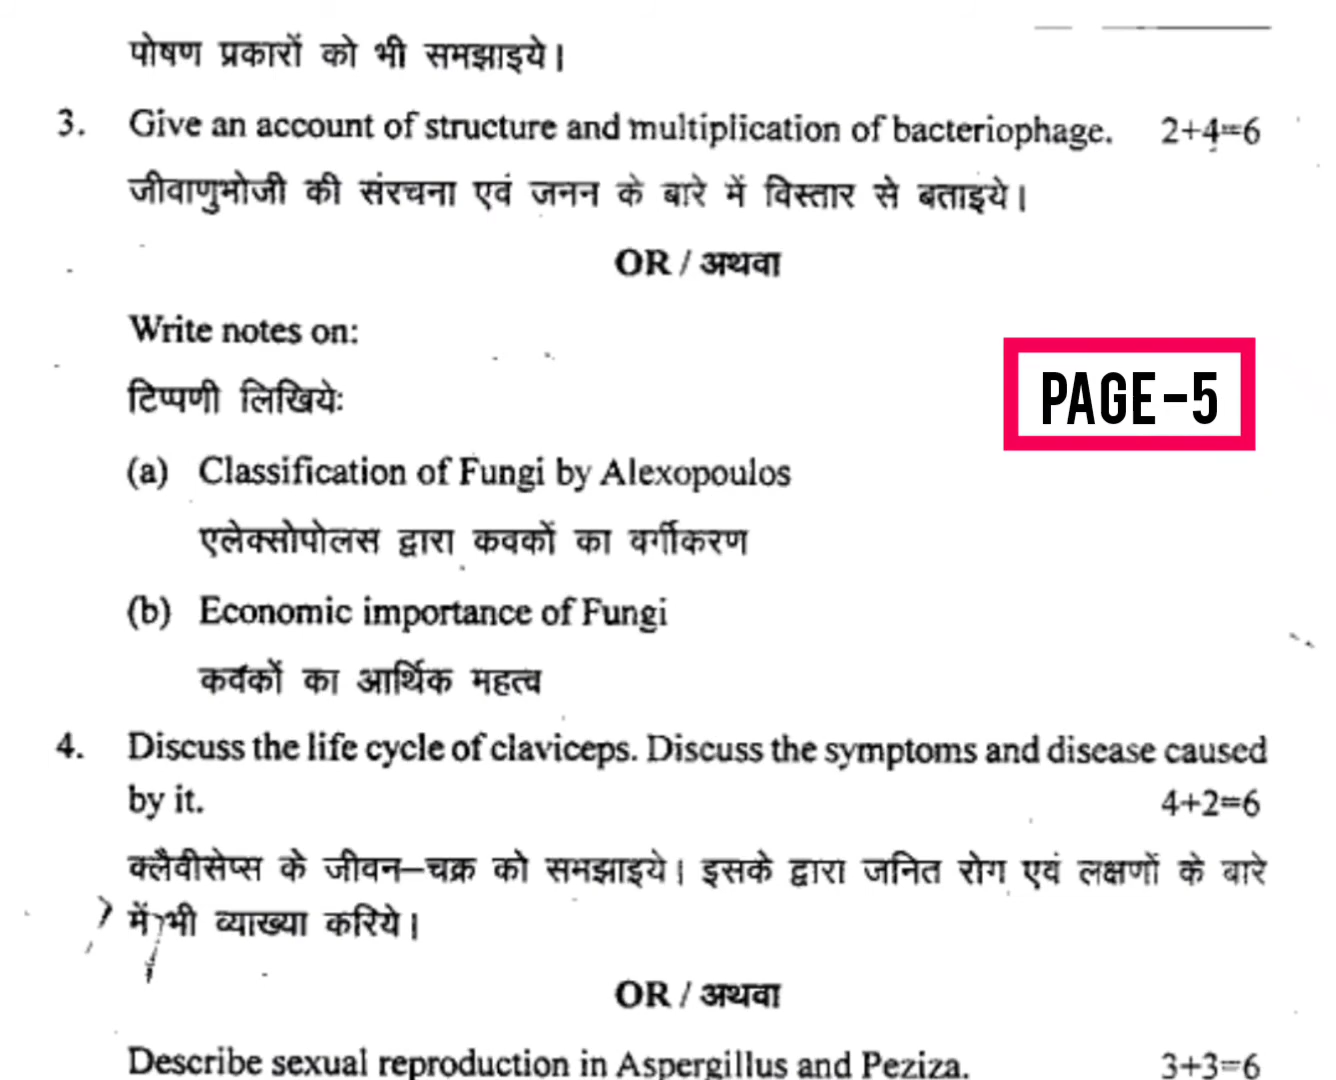 पोषण प्रकारों को भी समझाइये।
3. Give an account of structure and multiplication of bacteriophage. 2+4=6
जीवाणुभोजी की संरचना एवं जनन के बारे में विस्तार से बताइये।
OR / अथवा
Write notes on:
टिप्पणी लिखियेः
PAGE-5
(a) Classification of Fungi by Alexopoulos
एलेक्सोपोलस द्वारा कवकों का वर्गीकरण
(b) Economic importance of Fungi
कवकों का आर्थिक महत्व
4. Discuss the life cycle of claviceps. Discuss the symptoms and disease caused
by it. 4+2=6
क्लैवीसेप्स के जीवन–चक्र को समझाइये। इसके द्वारा जनित रोग एवं लक्षणों के बारे
में भी व्याख्या करिये।
OR / अथवा
Describe sexual reproduction in Aspergillus and Peziza. 3+3=6